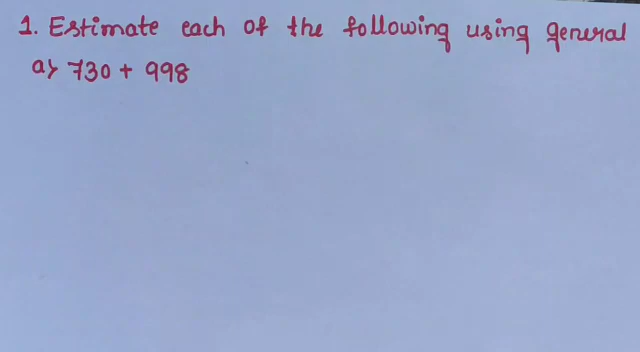 1. Estimate each of the following using general
a> 730 + 998